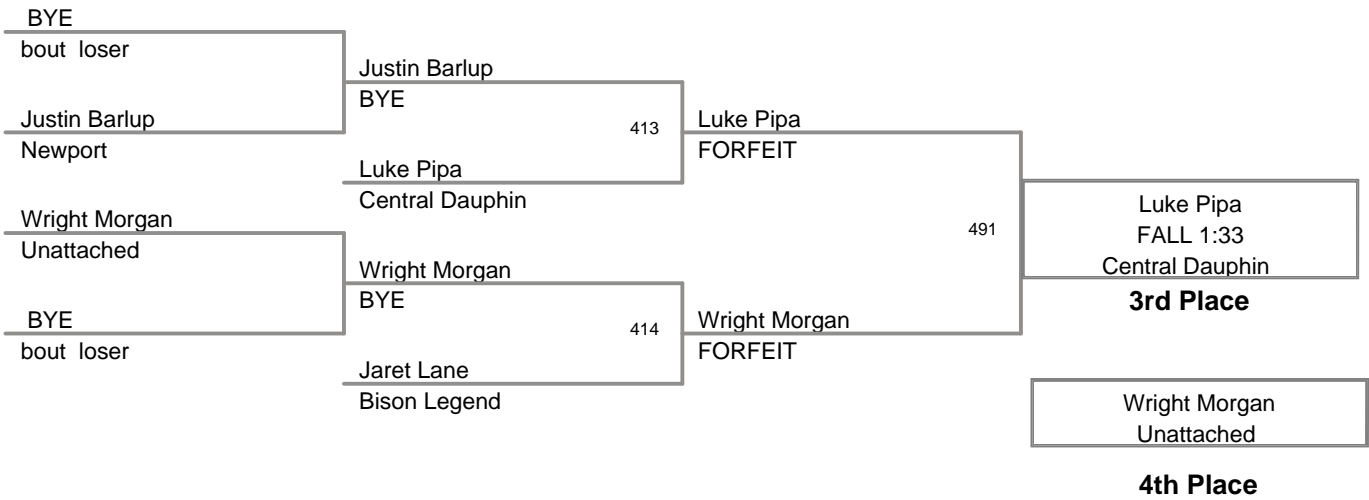 BYE
bout loser
Justin Barlup
Newport
Wright Morgan
Unattached
BYE
bout loser
Justin Barlup
BYE
413
Luke Pipa
Central Dauphin
Wright Morgan
BYE
414
Jaret Lane
Bison Legend
Luke Pipa
FORFEIT
491
Wright Morgan
FORFEIT
Luke Pipa
FALL 1:33
Central Dauphin
3rd Place
Wright Morgan
Unattached
4th Place